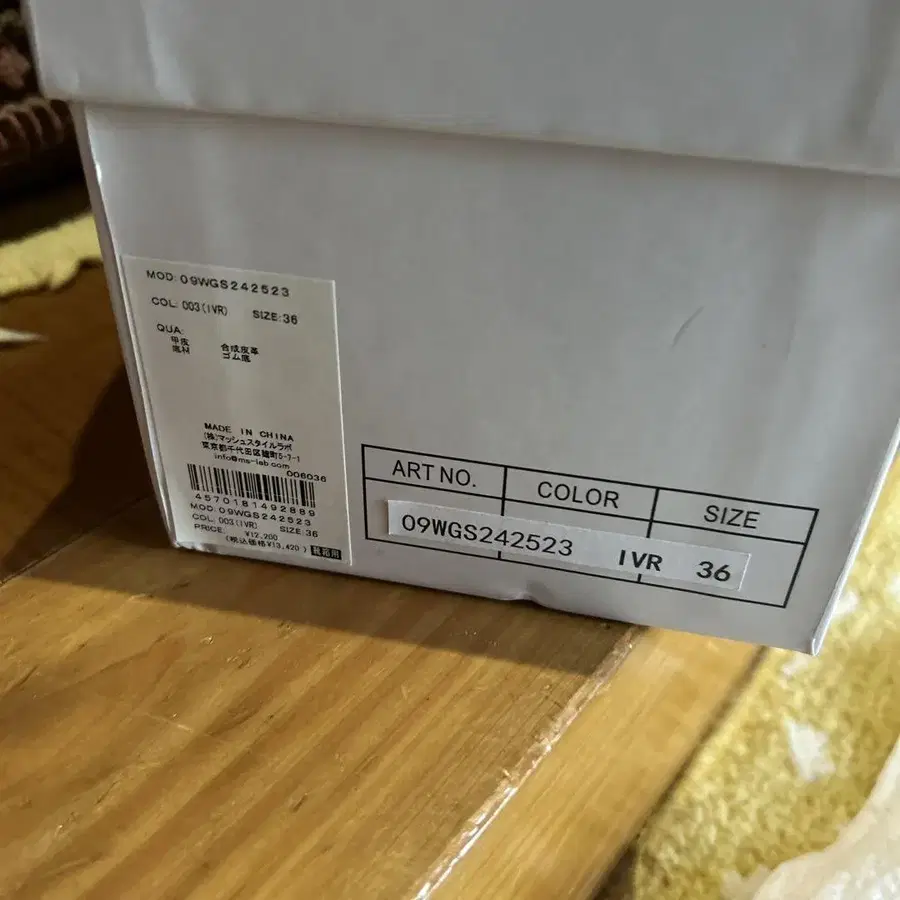 MOD: 09WGS242523
COL: 003(IVR) SIZE:36
QUA:
甲皮 合成皮革
底材 ゴム底
MADE IN CHINA
(株)マッシュスタイルラボ
東京都千代田区麹町5-7-1
info@ms-lab.com
006036
4570181492889
MOD: 09WGS242523
COL: 003(IVR) SIZE:36
PRICE: ¥12,200
(税込価格 ¥13,420)
靴箱用
ART NO. COLOR SIZE
09WGS242523 IVR 36